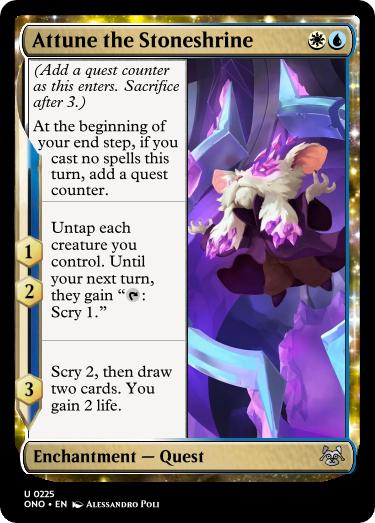 Attune the Stoneshrine
(Add a quest counter
as this enters. Sacrifice
after 3.)
At the beginning of
your end step, if you
cast no spells this
turn, add a quest
counter.
1
2
Untap each
creature you
control. Until
your next turn,
they gain “ :
Scry 1.”
3
Scry 2, then draw
two cards. You
gain 2 life.
Enchantment — Quest
U 0225
ONO • EN Alessandro Poli